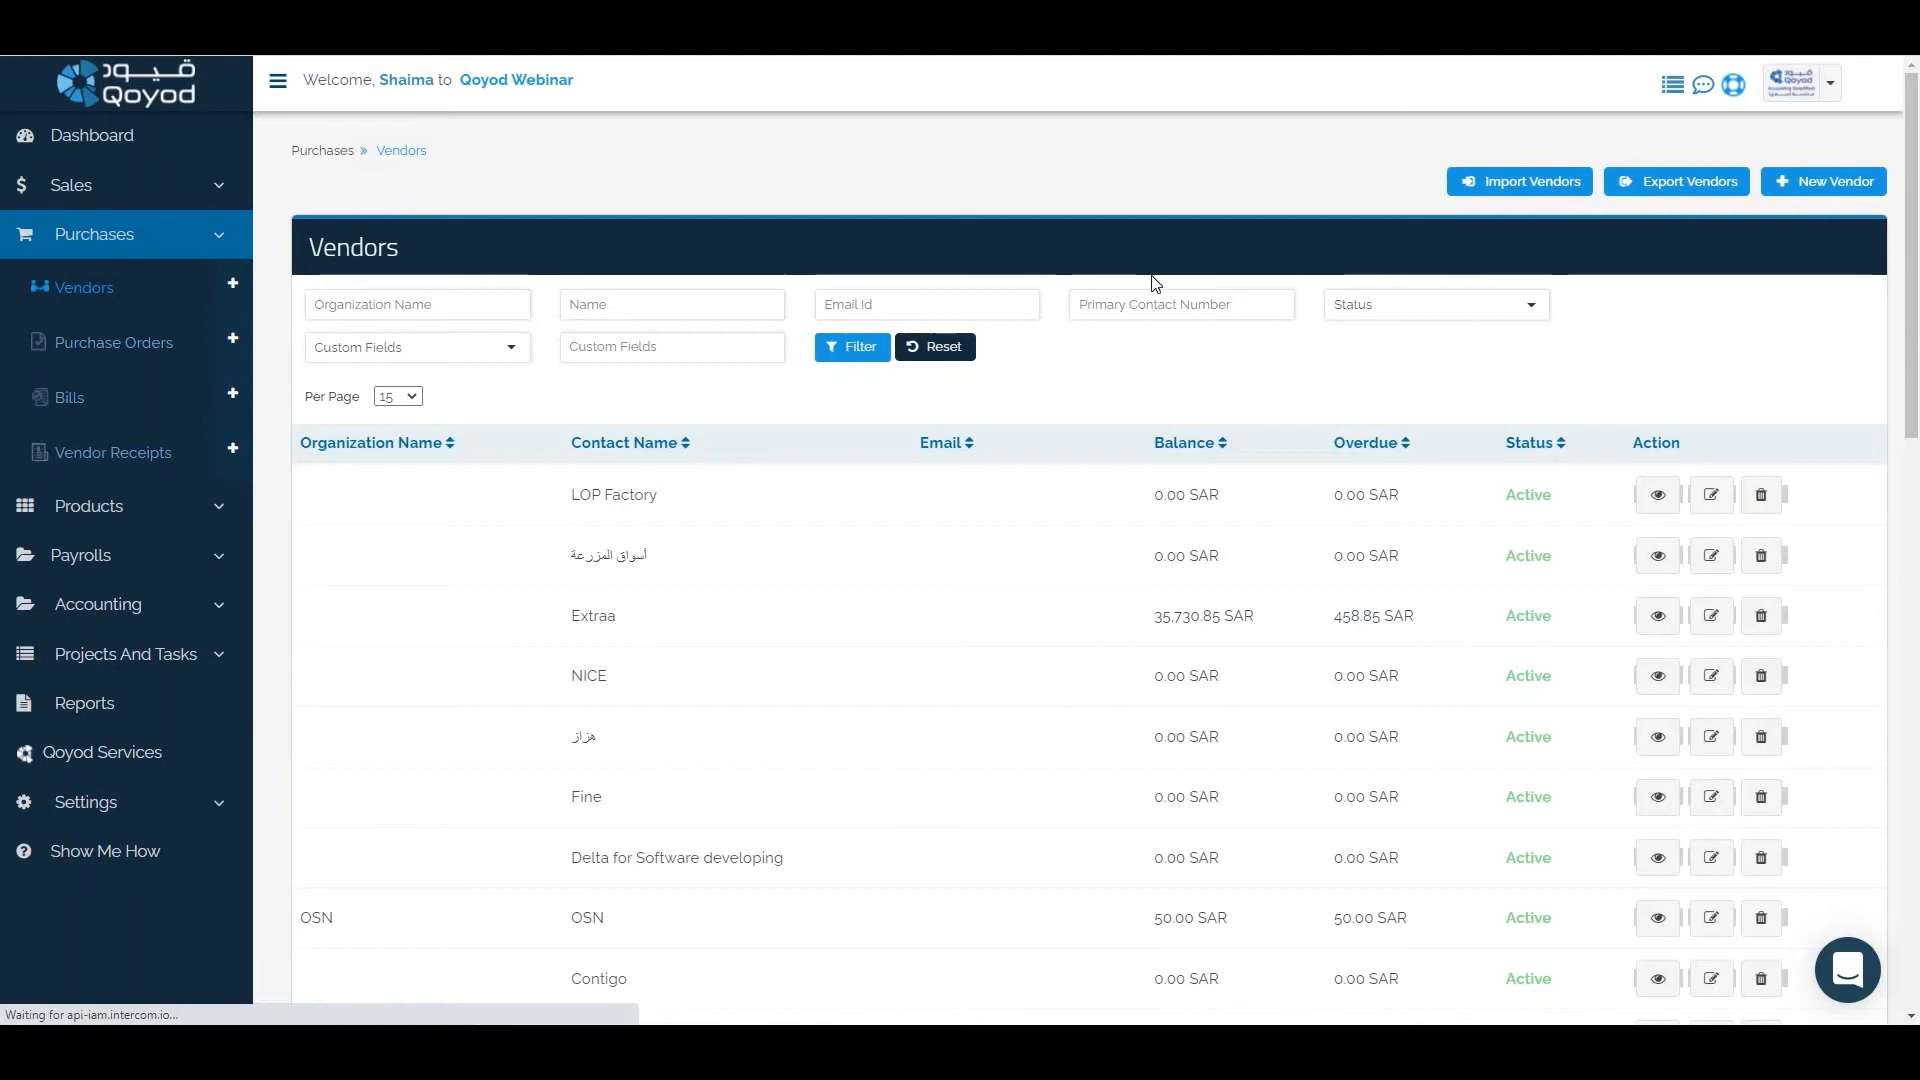 قيود
Qoyod
Welcome, Shaima to Qoyod Webinar
Dashboard
Sales
Purchases
Vendors
Purchase Orders
Bills
Vendor Receipts
Products
Payrolls
Accounting
Projects And Tasks
Reports
Qoyod Services
Settings
Show Me How
Purchases » Vendors
Import Vendors
Export Vendors
New Vendor
Vendors
Organization Name
Name
Email Id
Primary Contact Number
Status
Custom Fields
Custom Fields
Filter
Reset
Per Page 15
Organization Name Contact Name Email Balance Overdue Status Action
LOP Factory 0.00 SAR 0.00 SAR Active
أسواق المزرعة 0.00 SAR 0.00 SAR Active
Extraa 35,730.85 SAR 458.85 SAR Active
NICE 0.00 SAR 0.00 SAR Active
هزاز 0.00 SAR 0.00 SAR Active
Fine 0.00 SAR 0.00 SAR Active
Delta for Software developing 0.00 SAR 0.00 SAR Active
OSN OSN 50.00 SAR 50.00 SAR Active
Contigo 0.00 SAR 0.00 SAR Active
Waiting for api-iam.intercom.io...